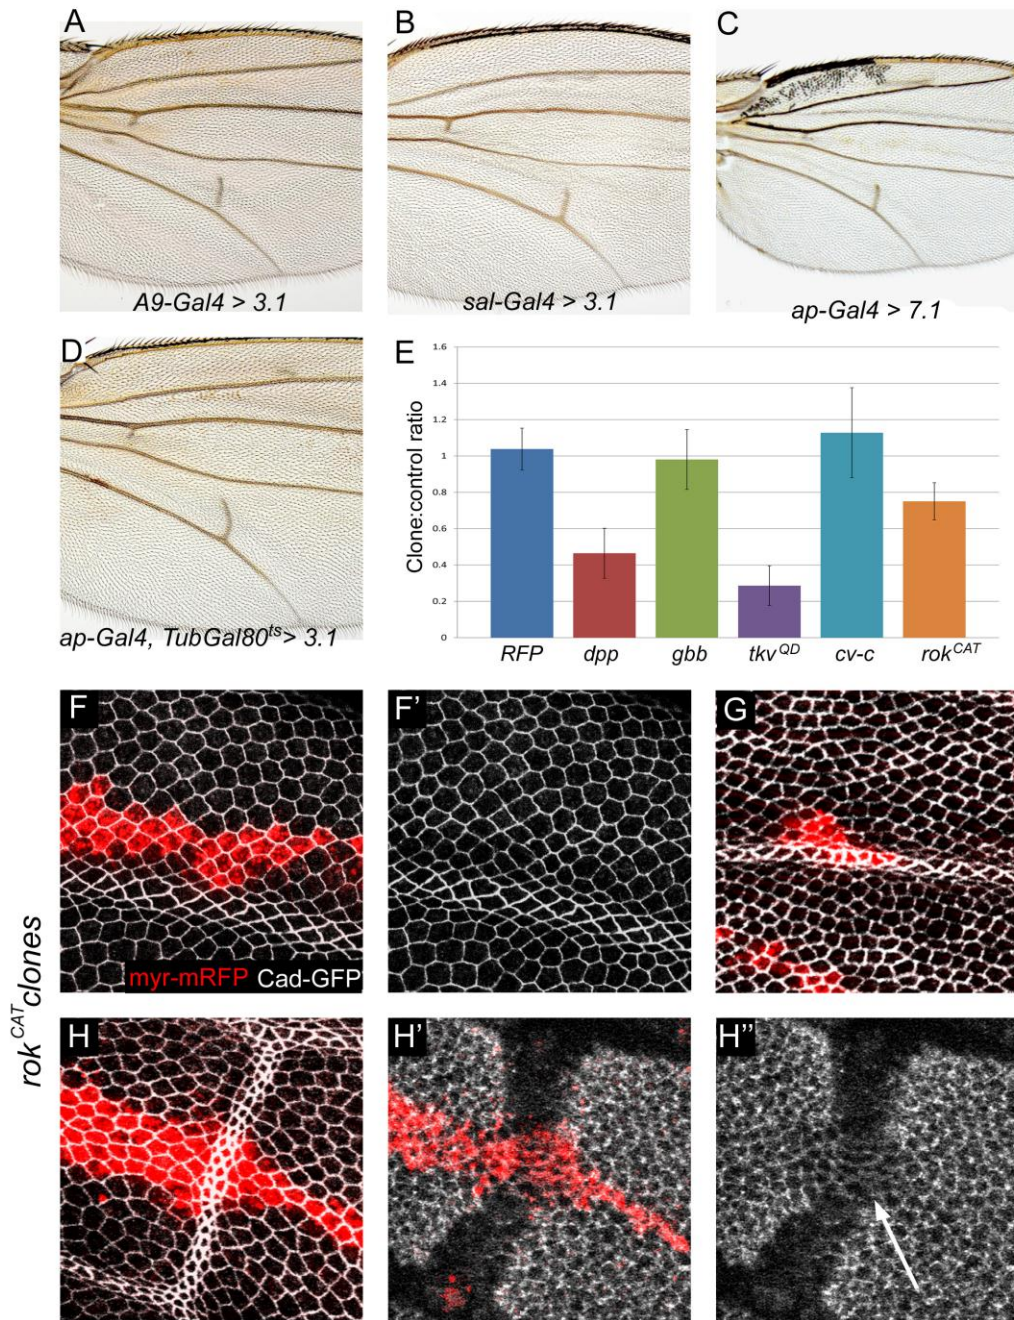 A
B
C
A9-Gal4 > 3.1
sal-Gal4 > 3.1
ap-Gal4 > 7.1
D
ap-Gal4, TubGal80ts> 3.1
E
Clone:control ratio
1.6
1.4
1.2
1
0.8
0.6
0.4
0.2
0
RFP dpp gbb tkvQD cv-c rokCAT
rokCAT clones
F
myr-mRFP Cad-GFP
F'
G
H
H'
H''